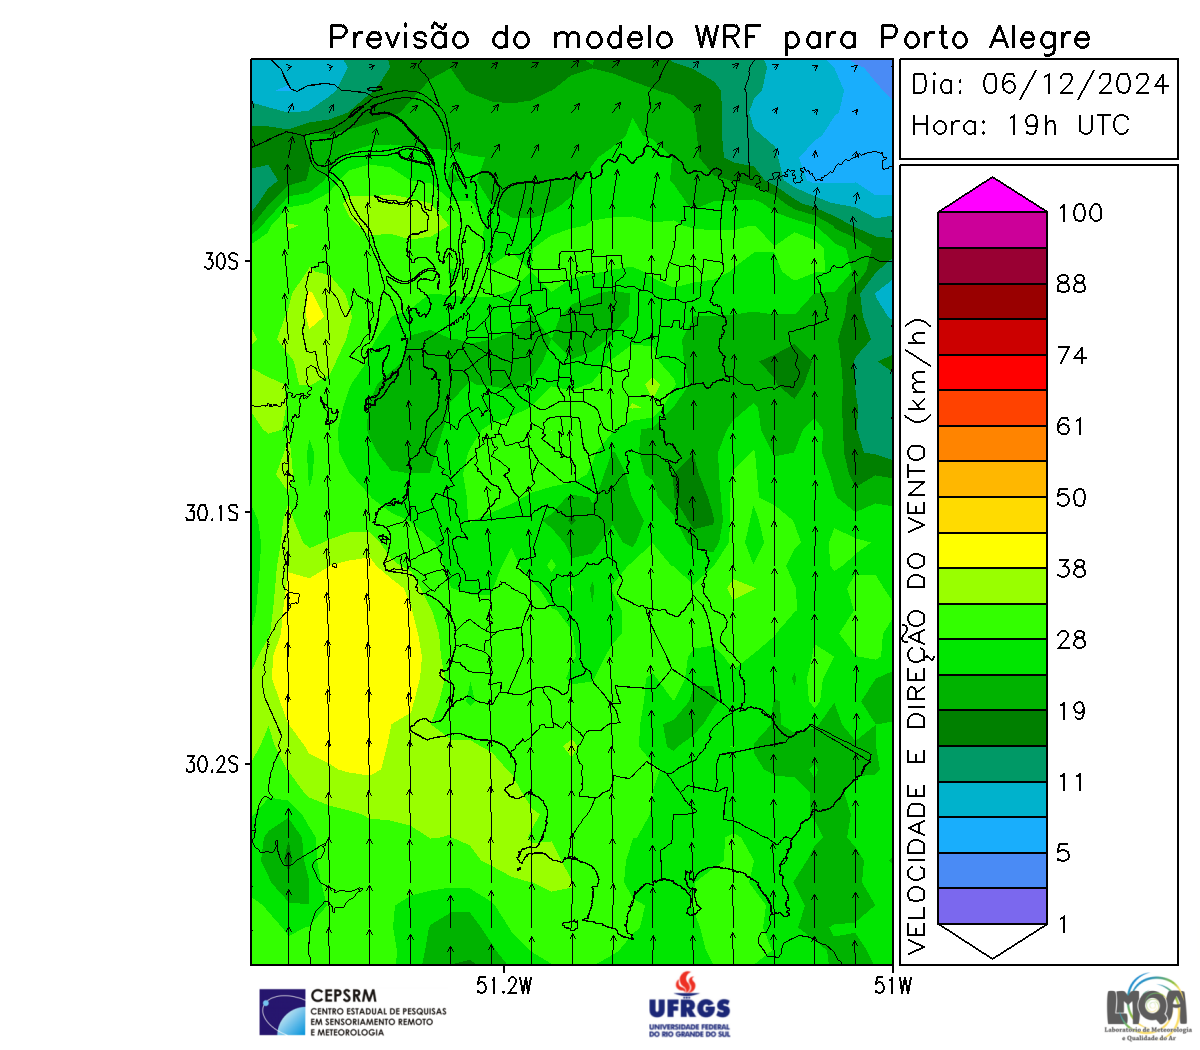 Previsão do modelo WRF para Porto Alegre
Dia: 06/12/2024
Hora: 19h UTC
30S
30.1S
30.2S
51.2W
51W
VELOCIDADE E DIREÇÃO DO VENTO (km/h)
100
88
74
61
50
38
28
19
11
5
1
CEPSRM
CENTRO ESTADUAL DE PESQUISAS
EM SENSORIAMENTO REMOTO
E METEOROLOGIA
UFRGS
UNIVERSIDADE FEDERAL
DO RIO GRANDE DO SUL
LMQA
Laboratório de Meteorologia
e Qualidade do Ar